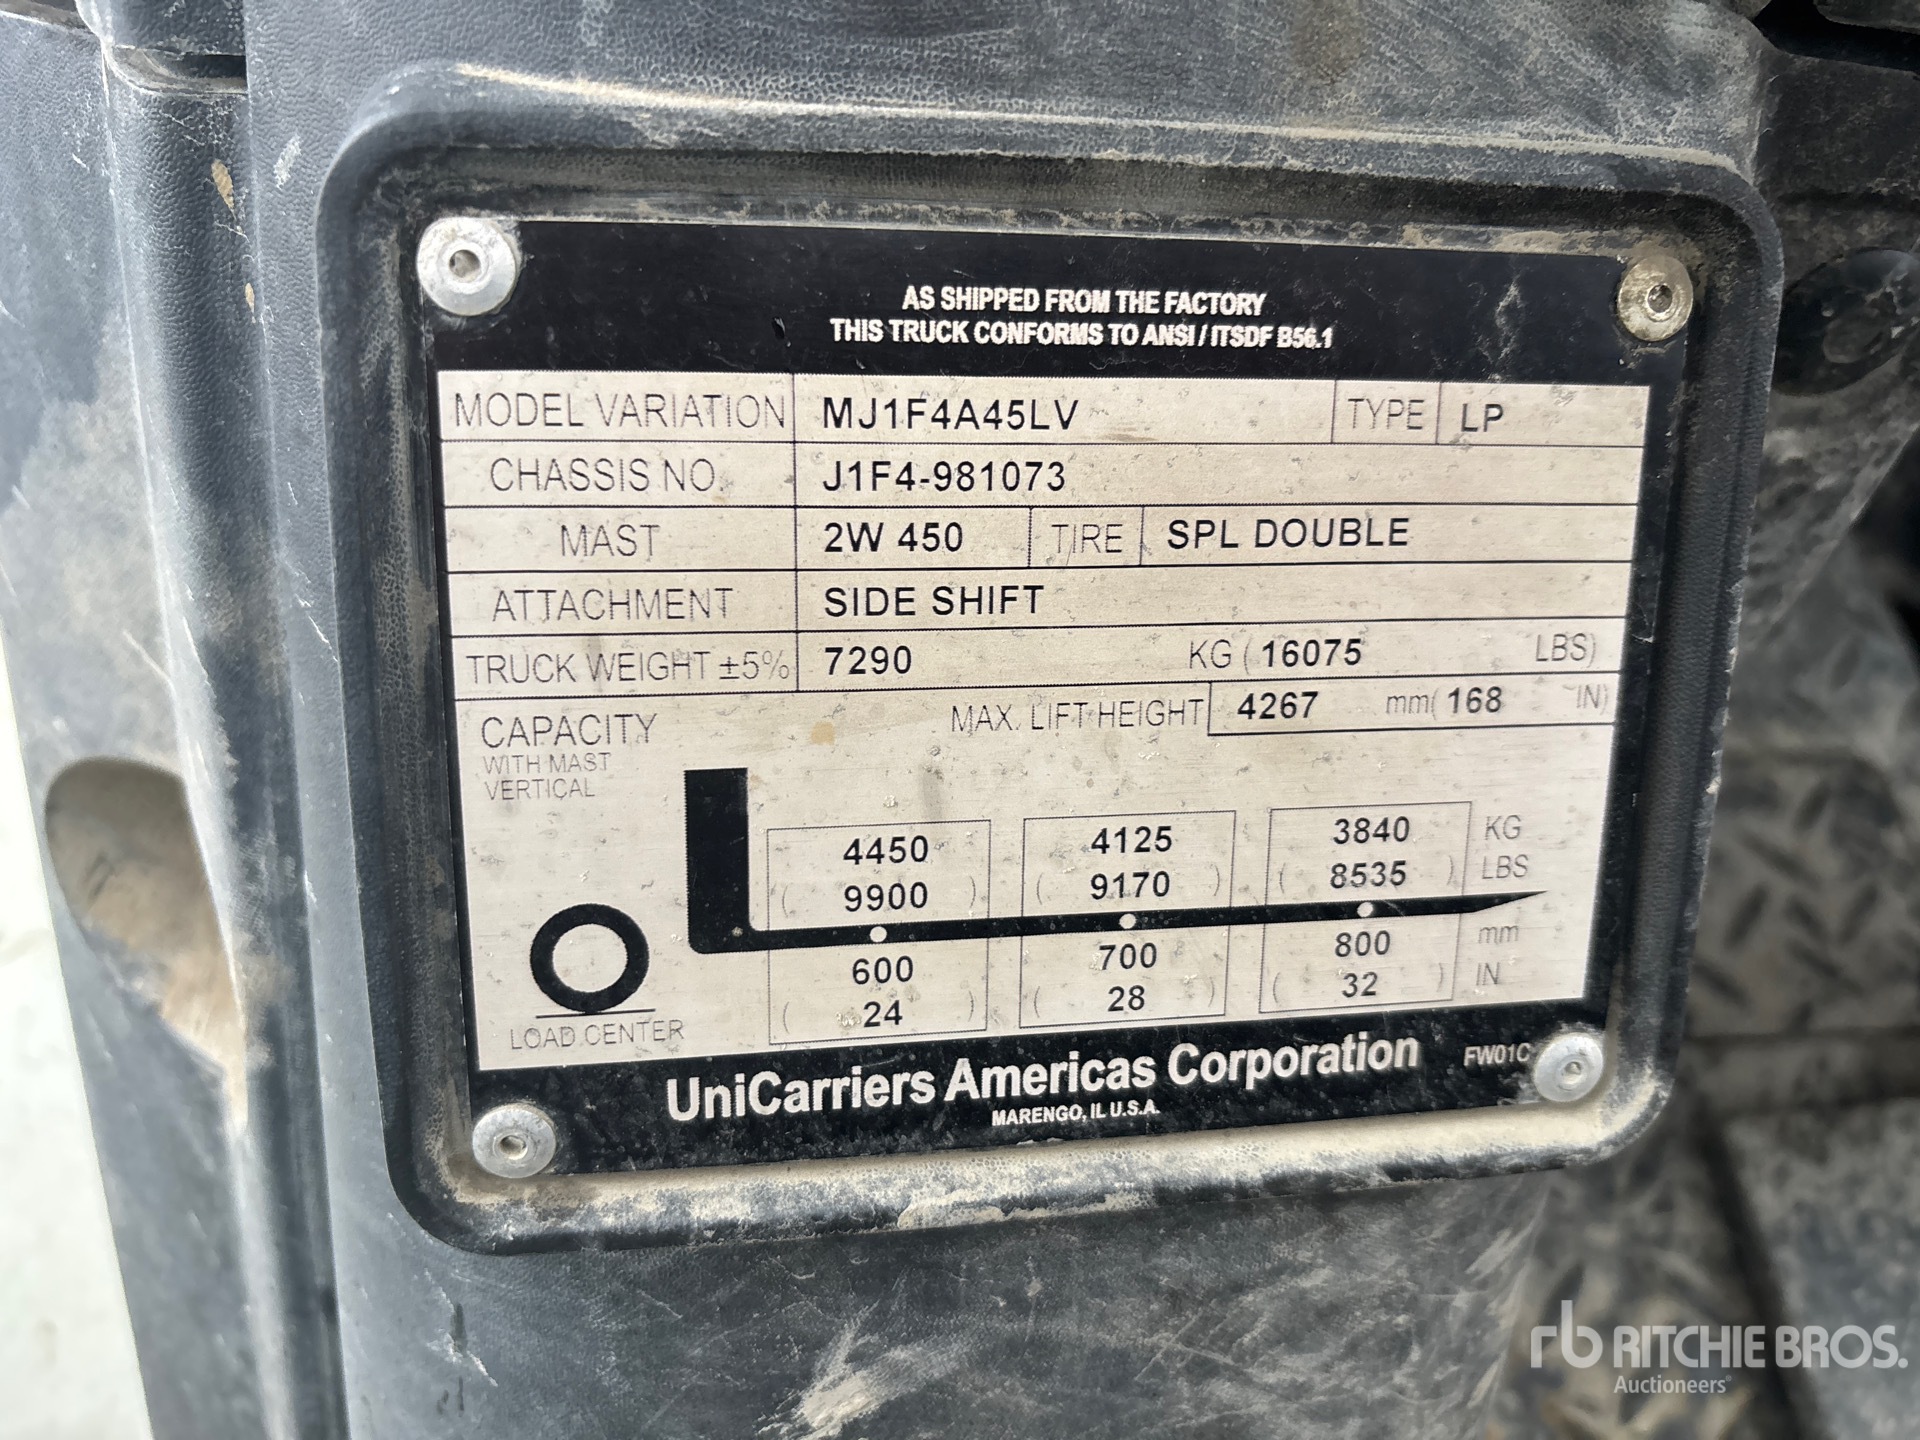 AS SHIPPED FROM THE FACTORY
THIS TRUCK CONFORMS TO ANSI / ITSDF B56.1
MODEL VARIATION MJ1F4A45LV TYPE LP
CHASSIS NO. J1F4-981073
MAST 2W 450 TIRE SPL DOUBLE
ATTACHMENT SIDE SHIFT
TRUCK WEIGHT ±5% 7290 KG ( 16075 LBS)
MAX. LIFT HEIGHT 4267 mm( 168 IN)
CAPACITY
WITH MAST
VERTICAL
4450 4125 3840 KG
( 9900 ) ( 9170 ) ( 8535 ) LBS
600 700 800 mm
( 24 ) ( 28 ) ( 32 ) IN
LOAD CENTER
UniCarriers Americas Corporation FW01C
MARENGO, IL U.S.A.
rb RITCHIE BROS.
Auctioneers